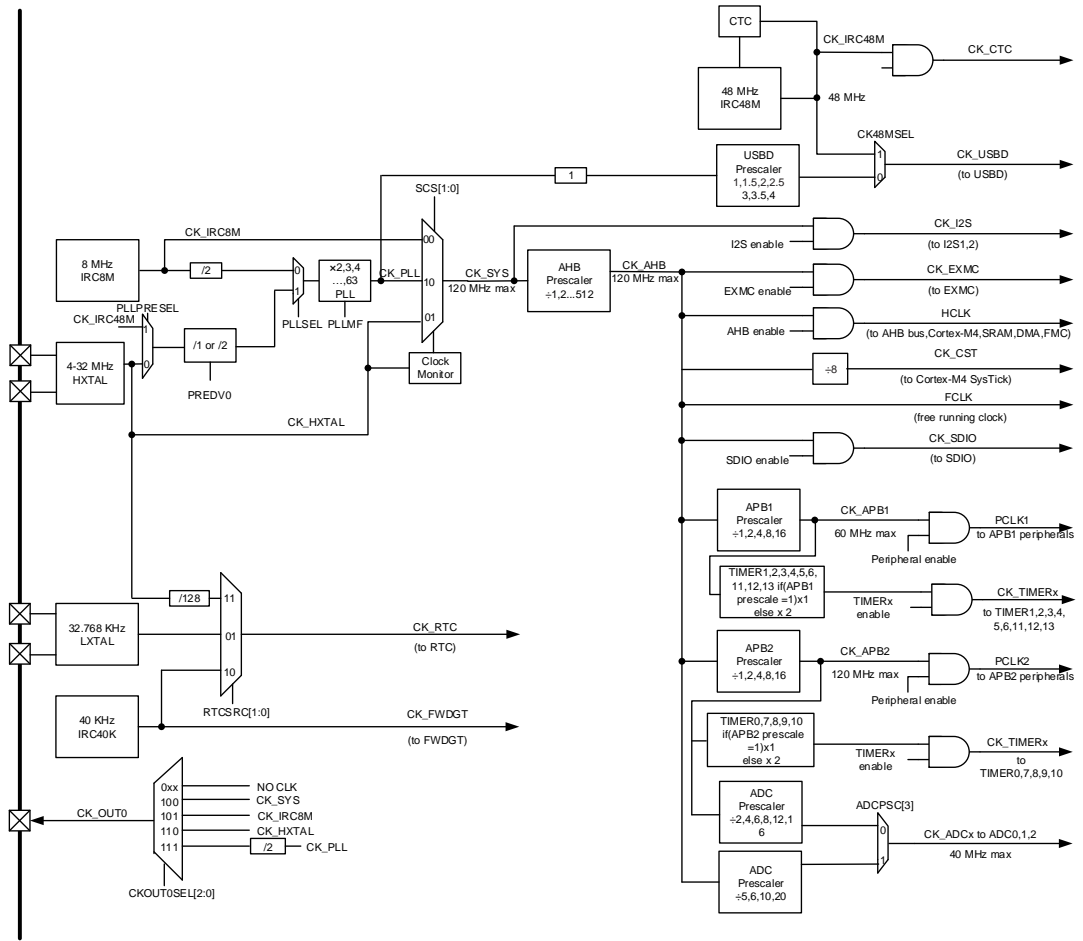 CTC
CK_IRC48M
CK_CTC
48 MHz
IRC48M
48 MHz
CK48MSEL
USBD
Prescaler
1,1.5,2,2.5
3,3.5,4
1
0
CK_USBD
(to USBD)
1
SCS[1:0]
CK_IRC8M
00
8 MHz
IRC8M
/2
0
1
×2,3,4
…,63
PLL
CK_PLL
10
CK_SYS
120 MHz max
AHB
Prescaler
÷1,2...512
CK_AHB
120 MHz max
I2S enable
CK_I2S
(to I2S1,2)
EXMC enable
CK_EXMC
(to EXMC)
PLLPRESEL
CK_IRC48M
1
0
PLLSEL
PLLMF
01
AHB enable
HCLK
(to AHB bus,Cortex-M4,SRAM,DMA,FMC)
4-32 MHz
HXTAL
/1 or /2
PREDV0
Clock
Monitor
÷8
CK_CST
(to Cortex-M4 SysTick)
FCLK
(free running clock)
CK_HXTAL
SDIO enable
CK_SDIO
(to SDIO)
APB1
Prescaler
÷1,2,4,8,16
CK_APB1
60 MHz max
Peripheral enable
PCLK1
to APB1 peripherals
TIMER1,2,3,4,5,6,
11,12,13 if(APB1
prescale =1)x1
else x 2
TIMERx
enable
CK_TIMERx
to TIMER1,2,3,4,
5,6,11,12,13
/128
11
32.768 KHz
LXTAL
01
CK_RTC
(to RTC)
10
RTCSRC[1:0]
APB2
Prescaler
÷1,2,4,8,16
CK_APB2
120 MHz max
Peripheral enable
PCLK2
to APB2 peripherals
40 KHz
IRC40K
CK_FWDGT
(to FWDGT)
TIMER0,7,8,9,10
if(APB2 prescale
=1)x1
else x 2
TIMERx
enable
CK_TIMERx
to
TIMER0,7,8,9,10
CK_OUT0
0xx
NO CLK
100
CK_SYS
101
CK_IRC8M
110
CK_HXTAL
111
/2
CK_PLL
CKOUT0SEL[2:0]
ADC
Prescaler
÷2,4,6,8,12,1
6
ADCPSC[3]
0
1
CK_ADCx to ADC0,1,2
40 MHz max
ADC
Prescaler
÷5,6,10,20